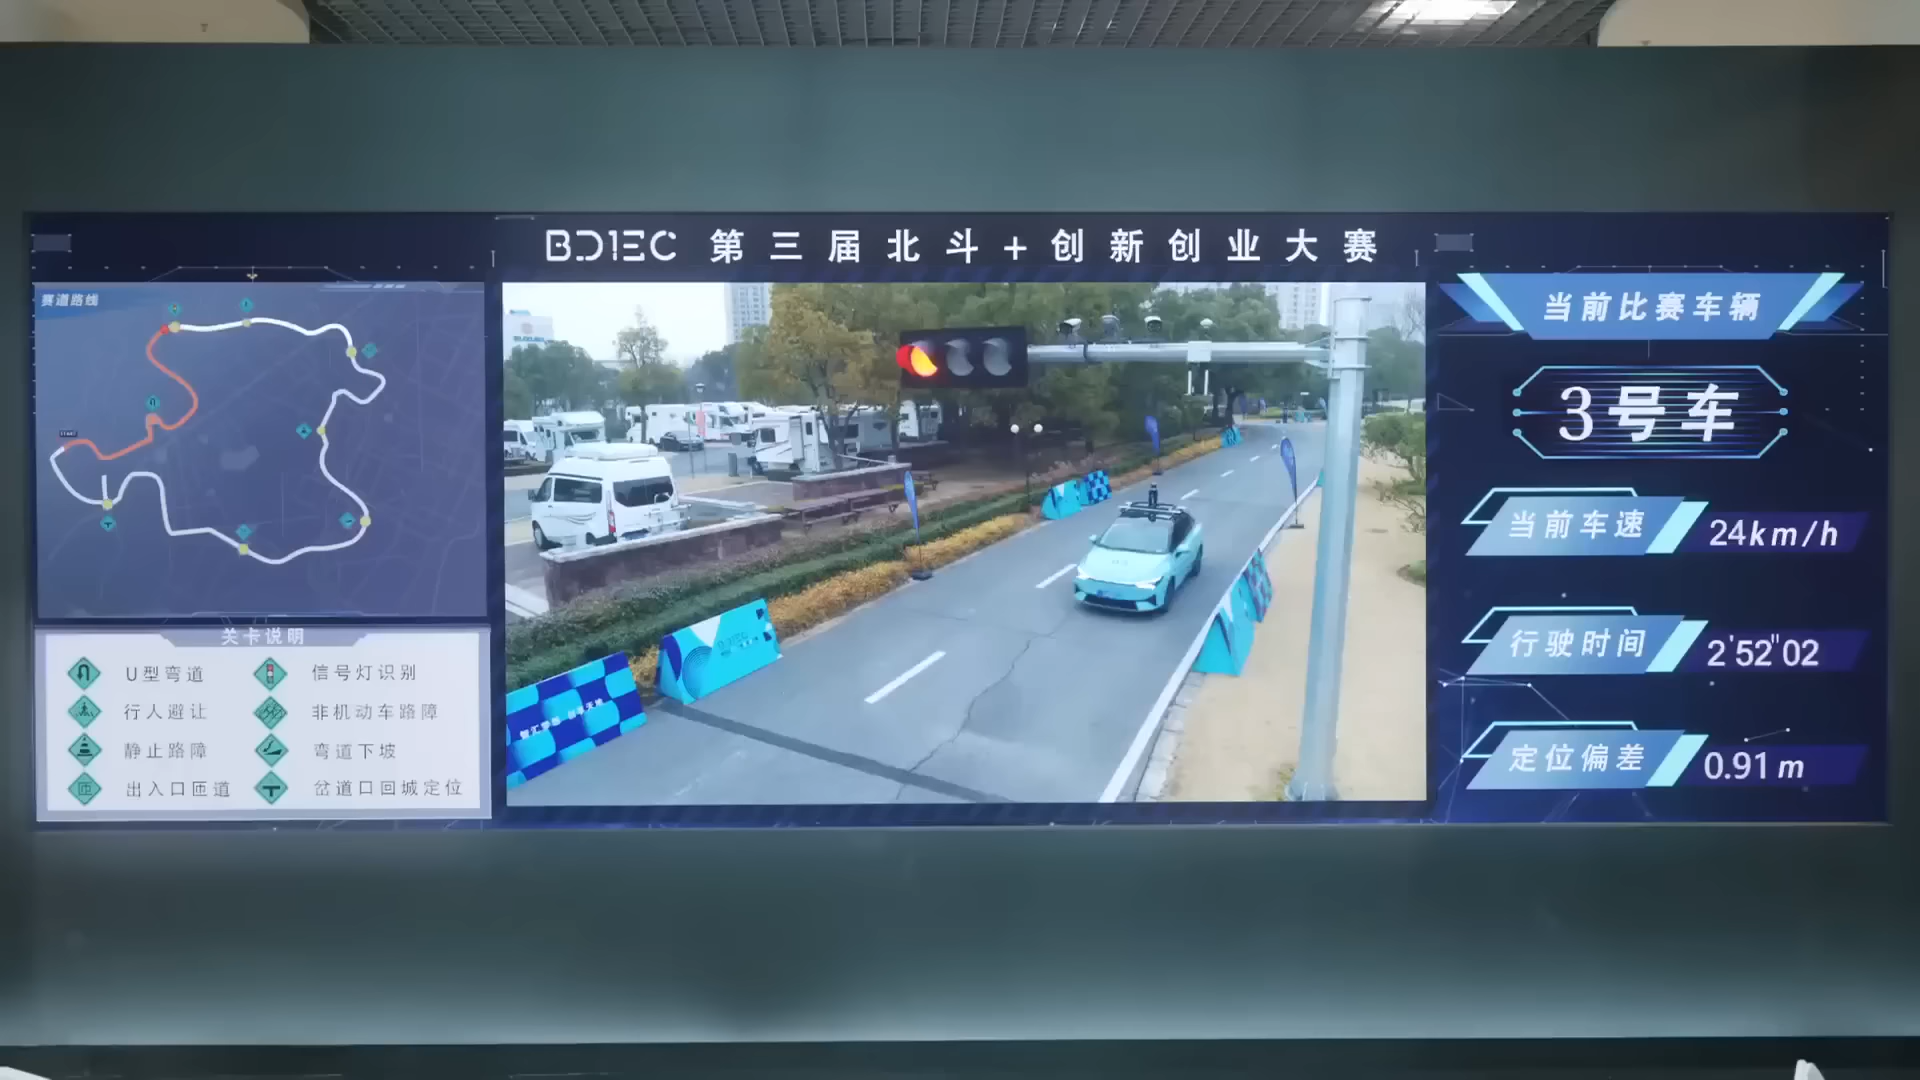 BD1EC 第三届北斗+创新创业大赛
赛道路线
START
关卡说明
U型弯道
信号灯识别
行人避让
非机动车路障
静止路障
弯道下坡
出入口匝道
岔道口回城定位
当前比赛车辆
3号车
当前车速
24km/h
行驶时间
2'52"02
定位偏差
0.91 m